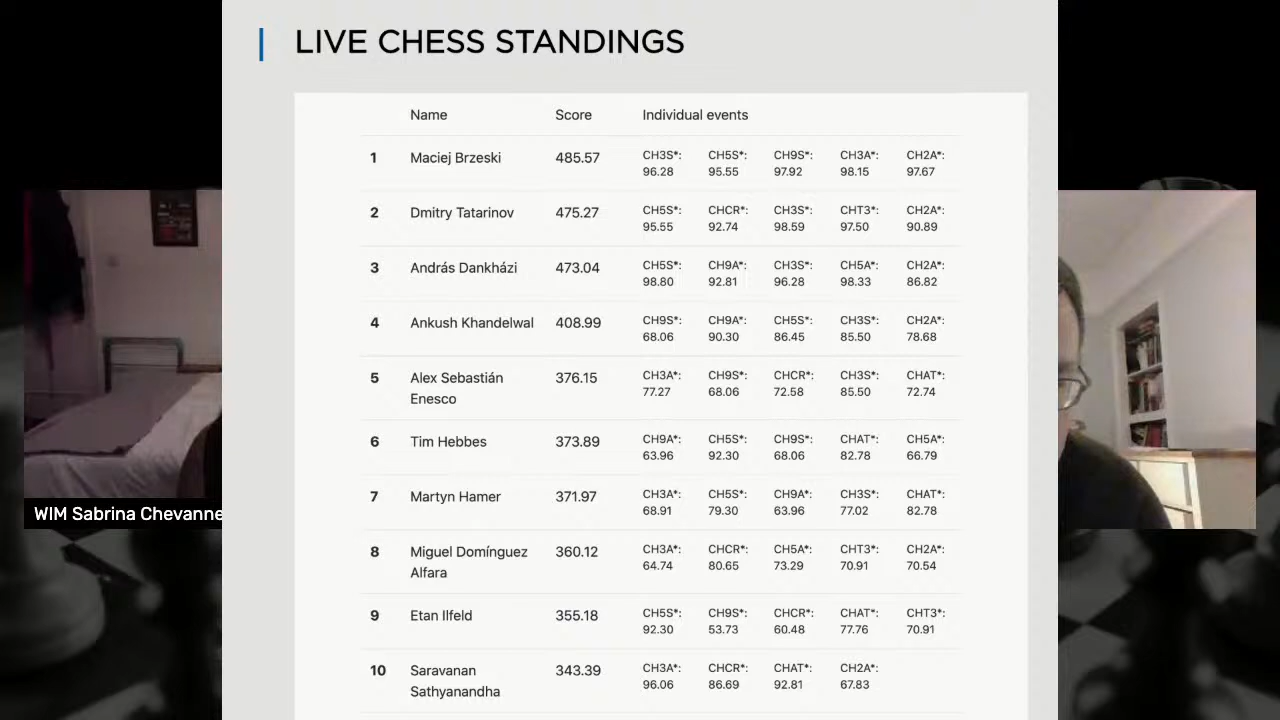 LIVE CHESS STANDINGS
Name Score Individual events
1 Maciej Brzeski 485.57 CH3S*: CH5S*: CH9S*: CH3A*: CH2A*:
96.28 95.55 97.92 98.15 97.67
2 Dmitry Tatarinov 475.27 CH5S*: CHCR*: CH3S*: CHT3*: CH2A*:
95.55 92.74 98.59 97.50 90.89
3 András Dankházi 473.04 CH5S*: CH9A*: CH3S*: CH5A*: CH2A*:
98.80 92.81 96.28 98.33 86.82
4 Ankush Khandelwal 408.99 CH9S*: CH9A*: CH5S*: CH3S*: CH2A*:
68.06 90.30 86.45 85.50 78.68
5 Alex Sebastián 376.15 CH3A*: CH9S*: CHCR*: CH3S*: CHAT*:
Enesco 77.27 68.06 72.58 85.50 72.74
6 Tim Hebbes 373.89 CH9A*: CH5S*: CH9S*: CHAT*: CH5A*:
63.96 92.30 68.06 82.78 66.79
7 Martyn Hamer 371.97 CH3A*: CH5S*: CH9A*: CH3S*: CHAT*:
68.91 79.30 63.96 77.02 82.78
8 Miguel Domínguez 360.12 CH3A*: CHCR*: CH5A*: CHT3*: CH2A*:
Alfara 64.74 80.65 73.29 70.91 70.54
9 Etan Ilfeld 355.18 CH5S*: CH9S*: CHCR*: CHAT*: CHT3*:
92.30 53.73 60.48 77.76 70.91
10 Saravanan 343.39 CH3A*: CHCR*: CHAT*: CH2A*:
Sathyanandha 96.06 86.69 92.81 67.83
WIM Sabrina Chevanne